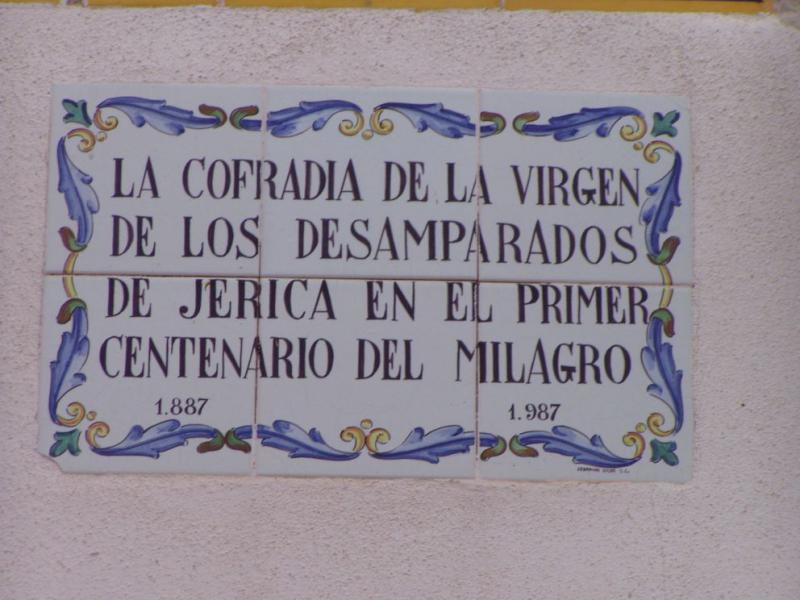 LA COFRADIA DE LA VIRGEN
DE LOS DESAMPARADOS
DE JERICA EN EL PRIMER
CENTENARIO DEL MILAGRO
1.887 1.987